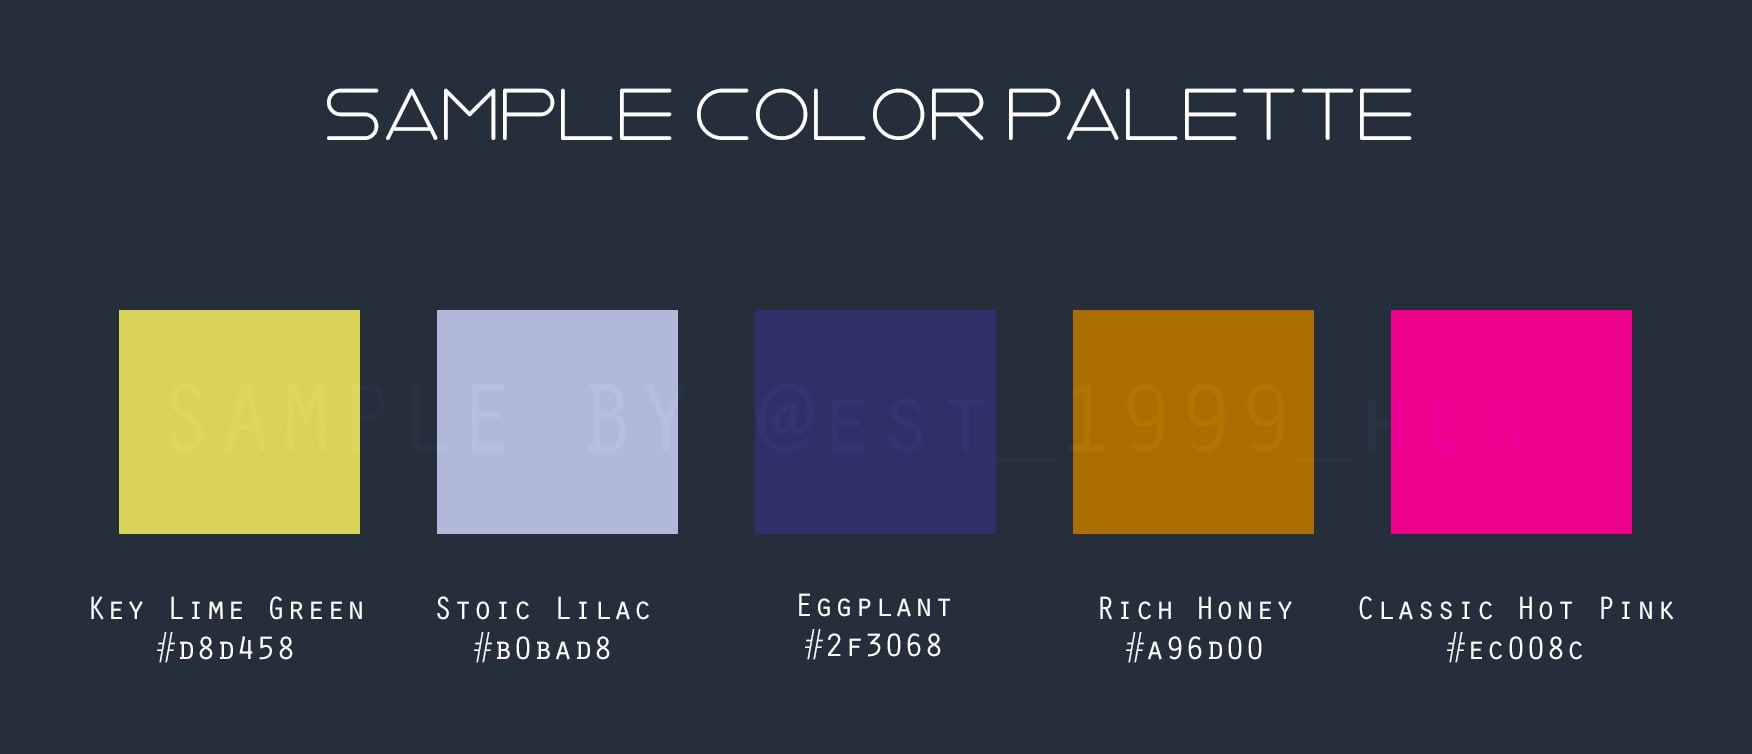 SAMPLE COLOR PALETTE
SAMPLE BY @EST_1999_HER
Key Lime Green
#d8d458
Stoic Lilac
#b0bad8
Eggplant
#2f3068
Rich Honey
#a96d00
Classic Hot Pink
#ec008c